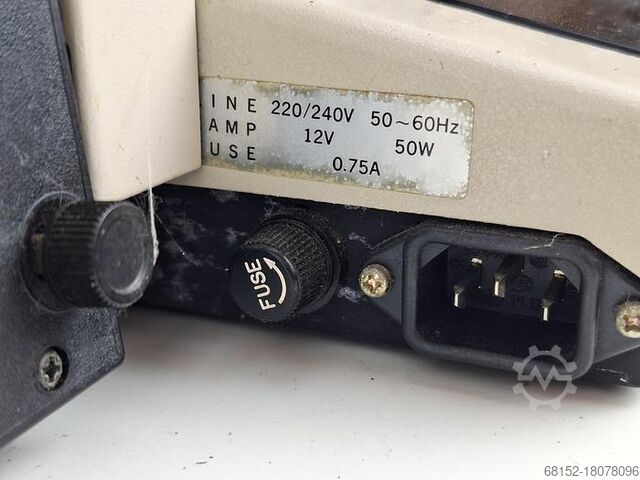 INE 220/240V 50~60Hz
AMP 12V 50W
USE 0.75A
FUSE
68152-18078096